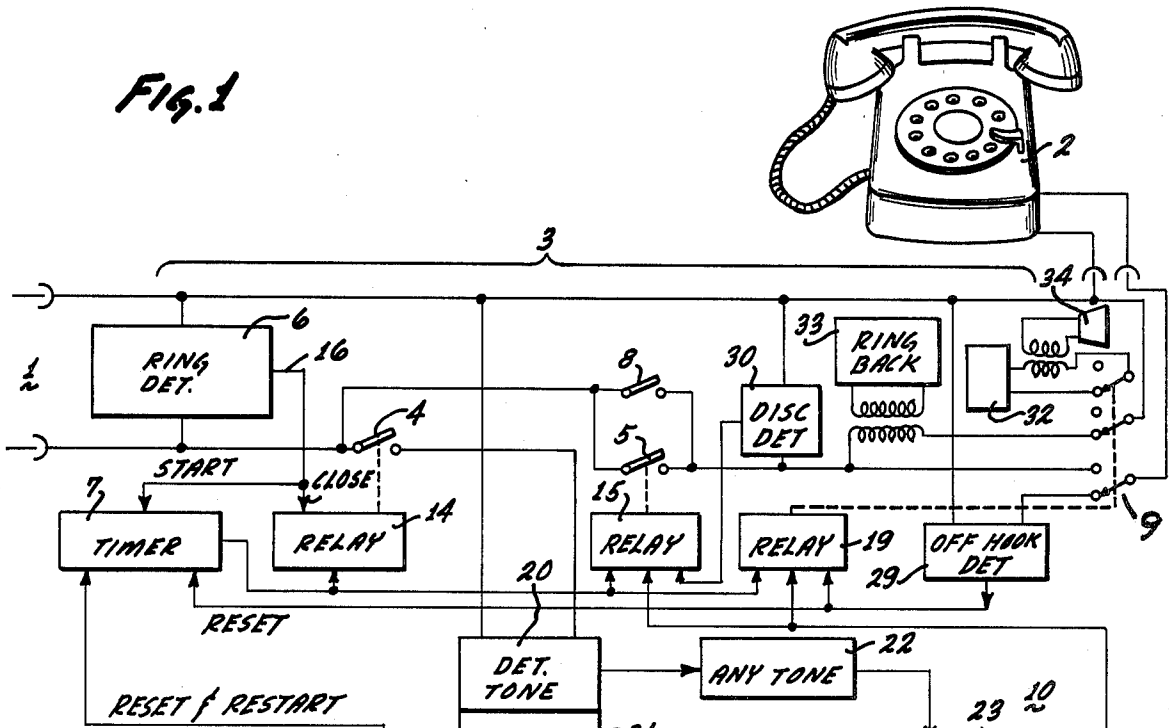 FIG.1
2
3
34
6
RING
DET.
16
33
RING
BACK
8
30
1
DISC
DET
32
4
5
START
CLOSE
7
TIMER
14
RELAY
15
RELAY
RELAY
19
OFF HOOK
DET
29
9
20
RESET
DET.
TONE
ANY TONE
22
RESET & RESTART
23
10